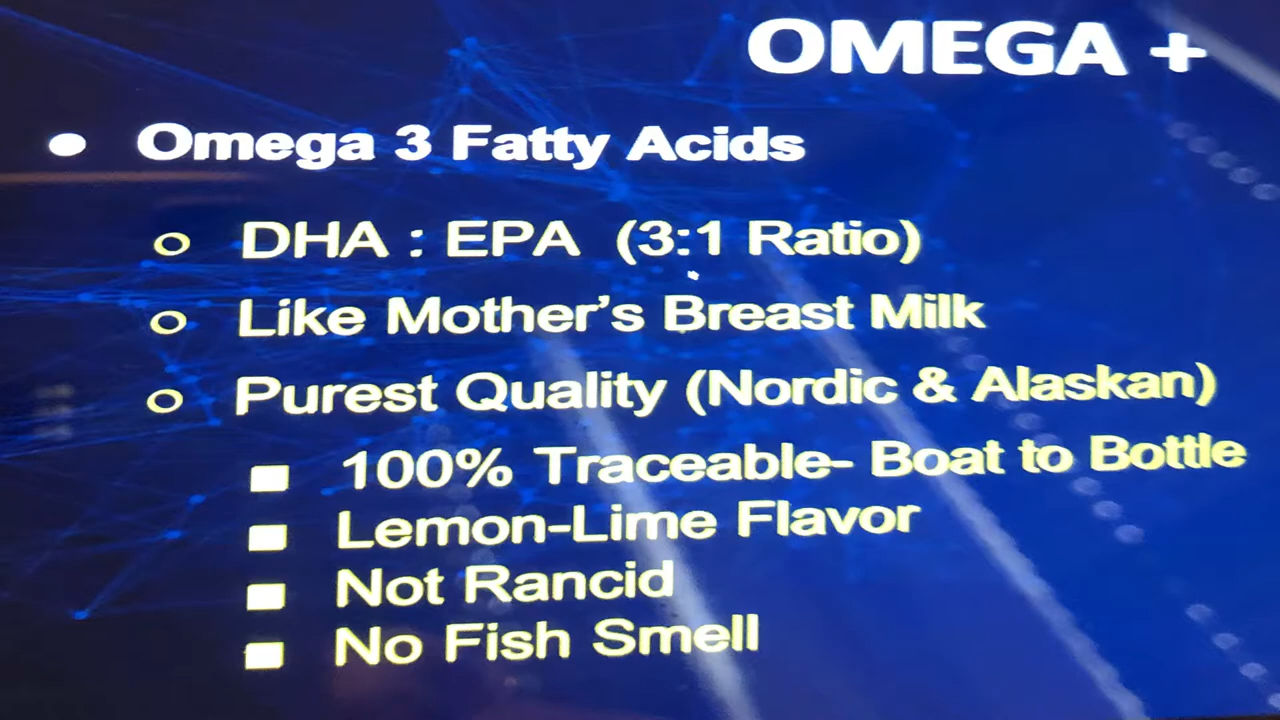 OMEGA +
● Omega 3 Fatty Acids
○ DHA : EPA (3:1 Ratio)
○ Like Mother’s Breast Milk
○ Purest Quality (Nordic & Alaskan)
■ 100% Traceable- Boat to Bottle
■ Lemon-Lime Flavor
■ Not Rancid
■ No Fish Smell